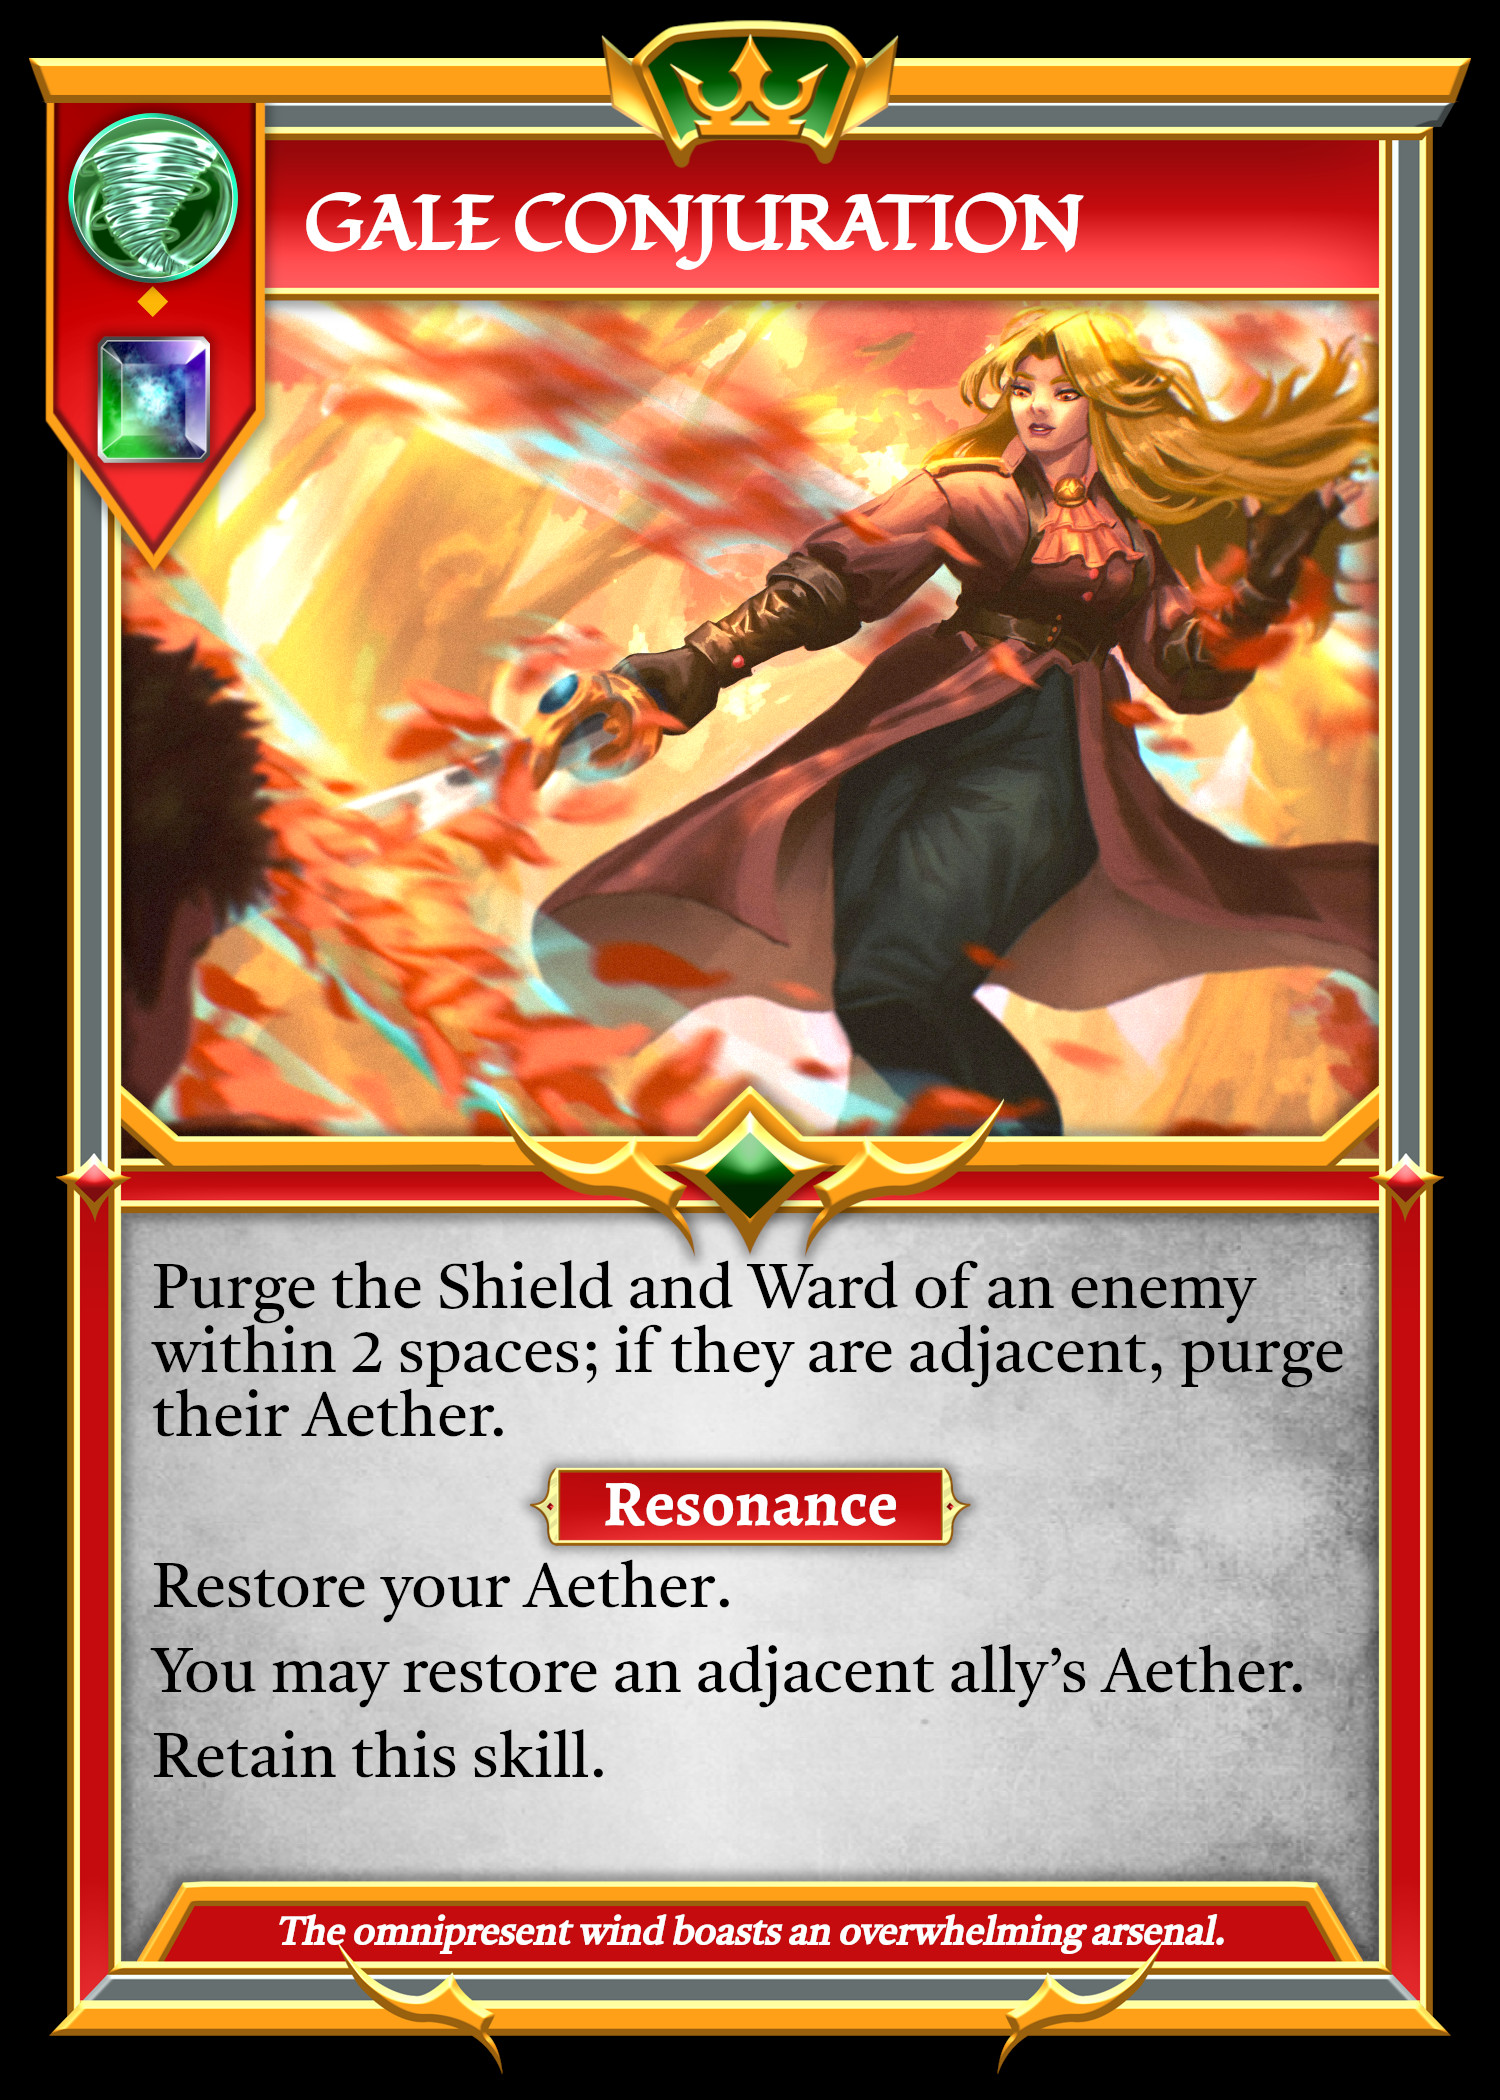 GALE CONJURATION
Purge the Shield and Ward of an enemy
within 2 spaces; if they are adjacent, purge
their Aether.
Resonance
Restore your Aether.
You may restore an adjacent ally’s Aether.
Retain this skill.
The omnipresent wind boasts an overwhelming arsenal.